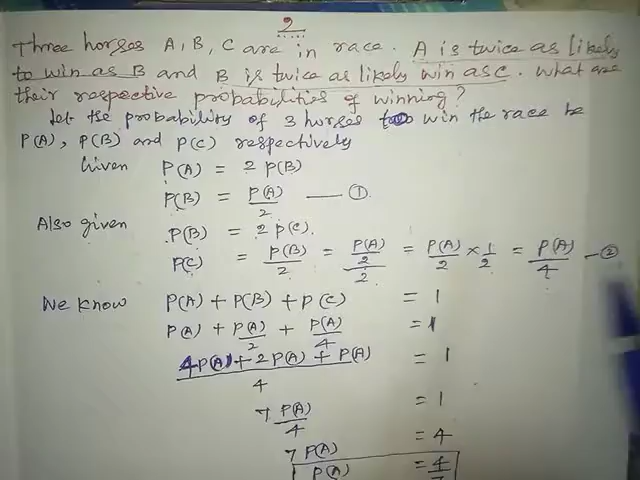 2
Three horses A, B, C are in race. A is twice as likely
to win as B and B is twice as likely win as C. What are
their respective probabilities of winning?
Let the probability of 3 horses to win the race be
P(A), P(B) and P(C) respectively
Given P(A) = 2 P(B)
P(B) = P(A)/2 — ①
Also given P(B) = 2 P(C).
P(C) = P(B)/2 = P(A)/2/2 = P(A)/2 × 1/2 = P(A)/4 — ②
We know P(A) + P(B) + P(C) = 1
P(A) + P(A)/2 + P(A)/4 = 1
4P(A) + 2P(A) + P(A)/4 = 1
7 P(A)/4 = 1
7 P(A) = 4
P(A) = 4/7